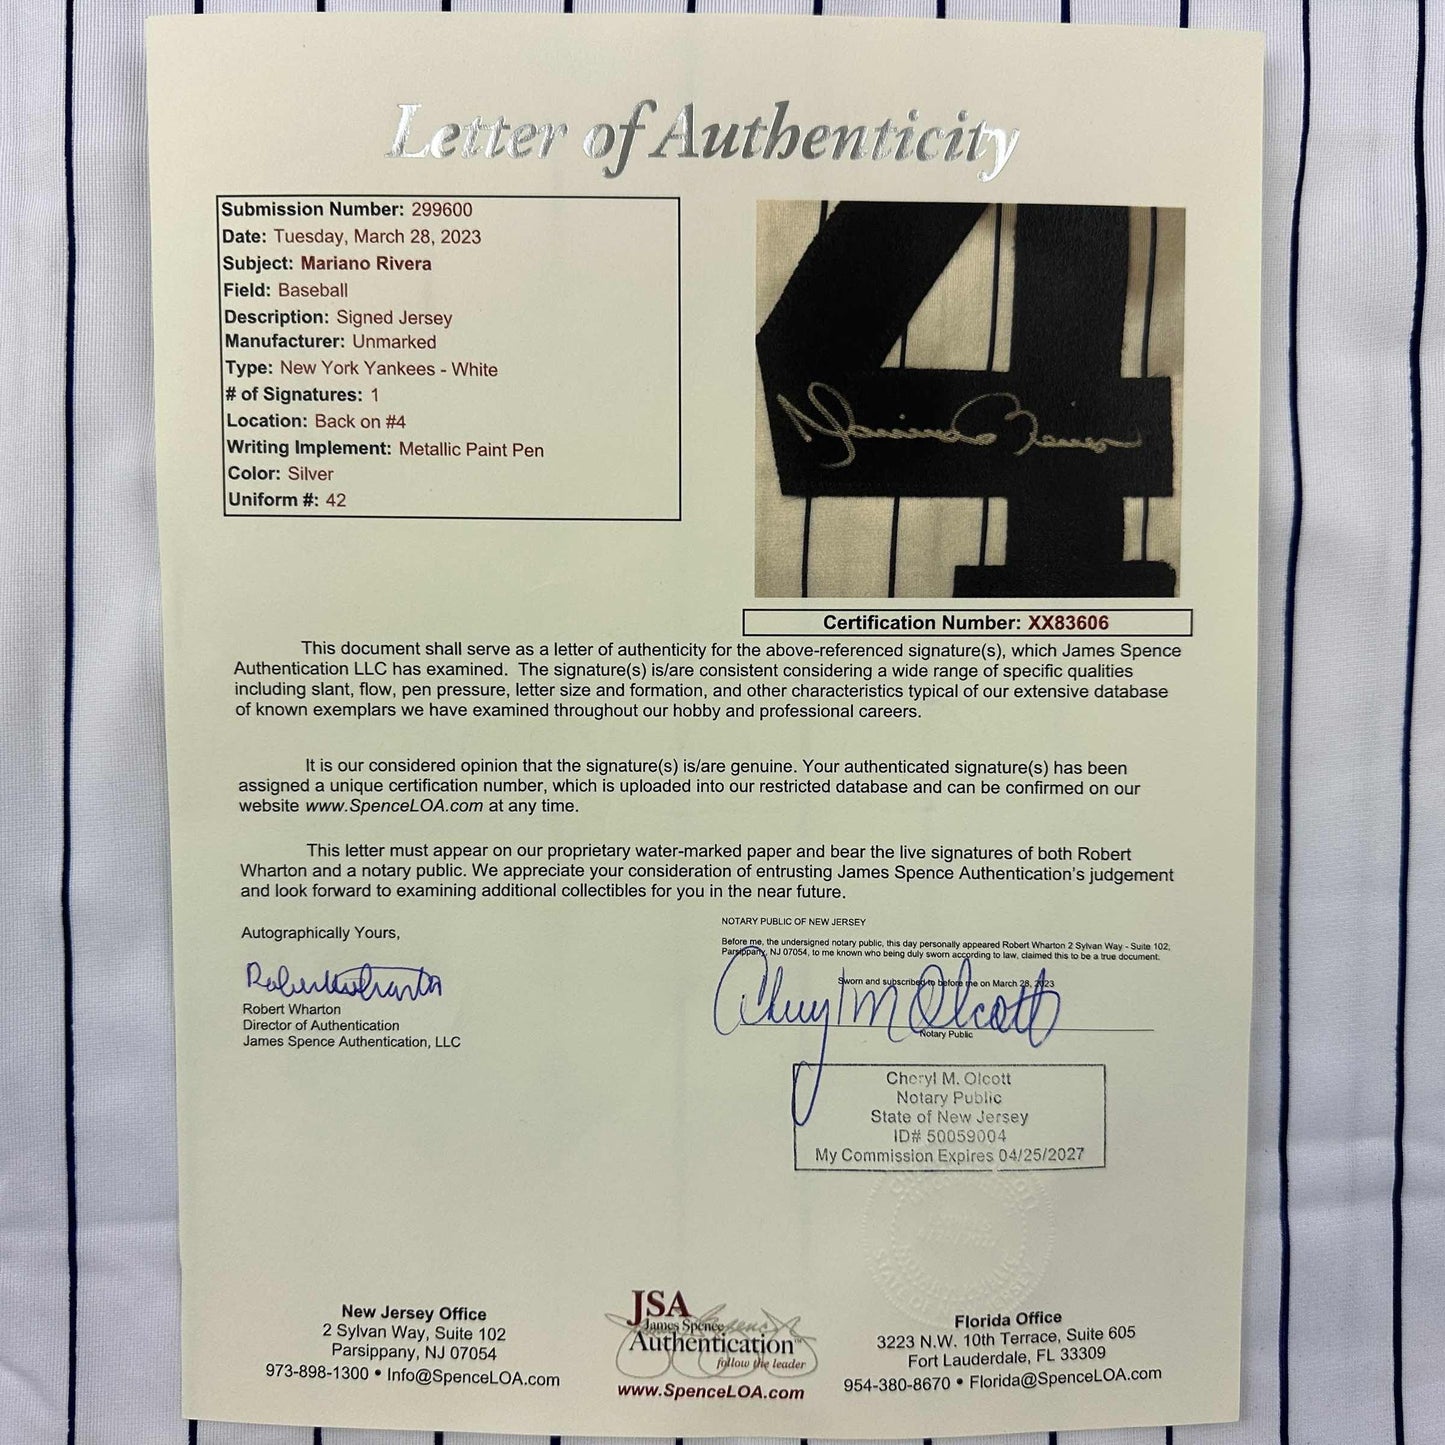 Letter of Authenticity
Submission Number: 299600
Date: Tuesday, March 28, 2023
Subject: Mariano Rivera
Field: Baseball
Description: Signed Jersey
Manufacturer: Unmarked
Type: New York Yankees - White
# of Signatures: 1
Location: Back on #4
Writing Implement: Metallic Paint Pen
Color: Silver
Uniform #: 42
Mariano Rivera
Certification Number: XX83606
This document shall serve as a letter of authenticity for the above-referenced signature(s), which James Spence
Authentication LLC has examined. The signature(s) is/are consistent considering a wide range of specific qualities
including slant, flow, pen pressure, letter size and formation, and other characteristics typical of our extensive database
of known exemplars we have examined throughout our hobby and professional careers.
It is our considered opinion that the signature(s) is/are genuine. Your authenticated signature(s) has been
assigned a unique certification number, which is uploaded into our restricted database and can be confirmed on our
website www.SpenceLOA.com at any time.
This letter must appear on our proprietary water-marked paper and bear the live signatures of both Robert
Wharton and a notary public. We appreciate your consideration of entrusting James Spence Authentication's judgement
and look forward to examining additional collectibles for you in the near future.
Autographically Yours,
Robert Wharton
Robert Wharton
Director of Authentication
James Spence Authentication, LLC
NOTARY PUBLIC OF NEW JERSEY
Before me, the undersigned notary public, this day personally appeared Robert Wharton 2 Sylvan Way - Suite 102,
Parsippany, NJ 07054, to me known who being duly sworn according to law, claimed this to be a true document.
Sworn and subscribed to before me on March 28, 2023
Cheryl M Olcott
Notary Public
Cheryl M. Olcott
Notary Public
State of New Jersey
ID# 50059004
My Commission Expires 04/25/2027
New Jersey Office
2 Sylvan Way, Suite 102
Parsippany, NJ 07054
973-898-1300 • Info@SpenceLOA.com
JSA
James Spence
Authentication™
follow the leader
www.SpenceLOA.com
Florida Office
3223 N.W. 10th Terrace, Suite 605
Fort Lauderdale, FL 33309
954-380-8670 • Florida@SpenceLOA.com